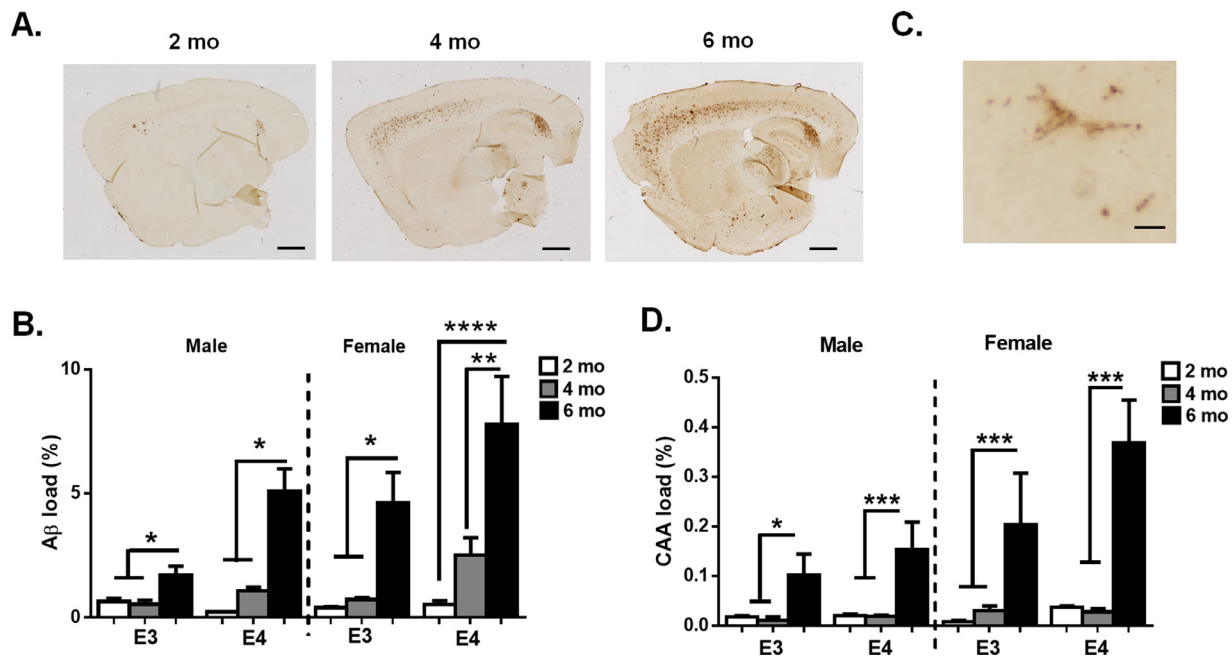 A.
2 mo 4 mo 6 mo
C.
B.
Male Female
2 mo
4 mo
6 mo
Aβ load (%)
10
5
0
* * * **** **
E3 E4 E3 E4
D.
Male Female
2 mo
4 mo
6 mo
CAA load (%)
0.5
0.4
0.3
0.2
0.1
0.0
* *** *** ***
E3 E4 E3 E4